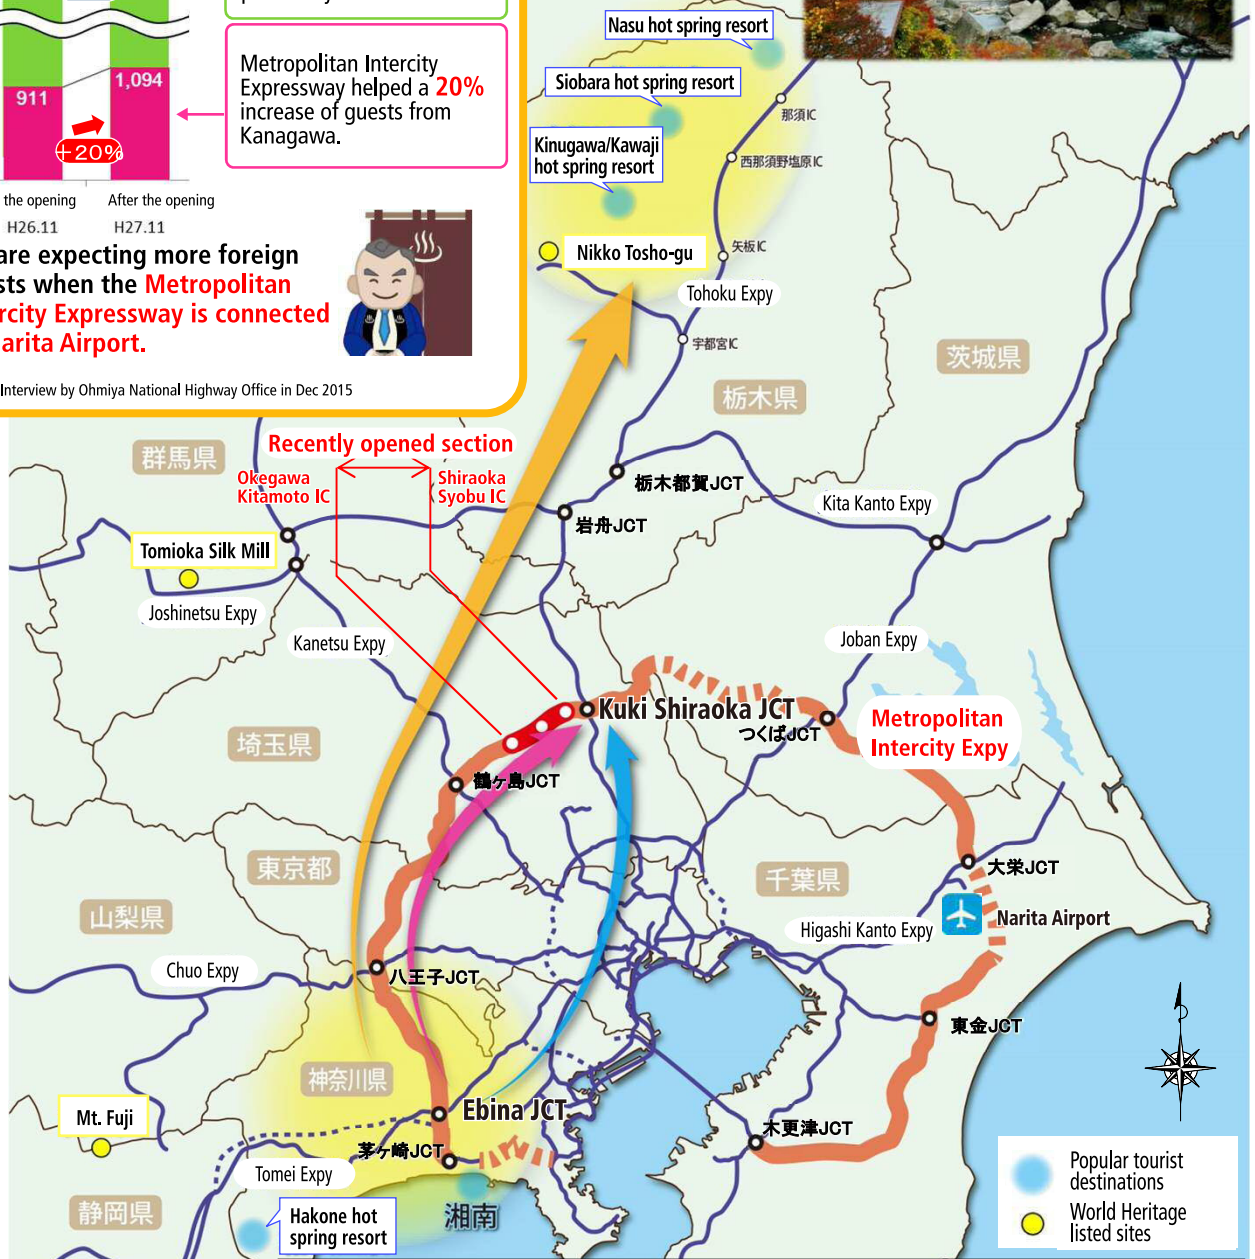 Metropolitan Intercity
Expressway helped a 20%
increase of guests from
Kanagawa.
911
1,094
+20%
the opening
After the opening
H26.11
H27.11
are expecting more foreign
sts when the Metropolitan
rcity Expressway is connected
arita Airport.
Interview by Ohmiya National Highway Office in Dec 2015
Nasu hot spring resort
Siobara hot spring resort
Kinugawa/Kawaji
hot spring resort
Nikko Tosho-gu
那須IC
西那須野塩原IC
矢板IC
Tohoku Expy
宇都宮IC
茨城県
栃木県
群馬県
Recently opened section
Okegawa
Kitamoto IC
Shiraoka
Syobu IC
栃木都賀JCT
岩舟JCT
Kita Kanto Expy
Tomioka Silk Mill
Joshinetsu Expy
Kanetsu Expy
Joban Expy
Kuki Shiraoka JCT
つくばJCT
Metropolitan
Intercity Expy
埼玉県
鶴ヶ島JCT
東京都
千葉県
大栄JCT
山梨県
Higashi Kanto Expy
Narita Airport
Chuo Expy
八王子JCT
東金JCT
神奈川県
Mt. Fuji
Ebina JCT
木更津JCT
茅ヶ崎JCT
Tomei Expy
静岡県
Hakone hot
spring resort
湘南
Popular tourist
destinations
World Heritage
listed sites